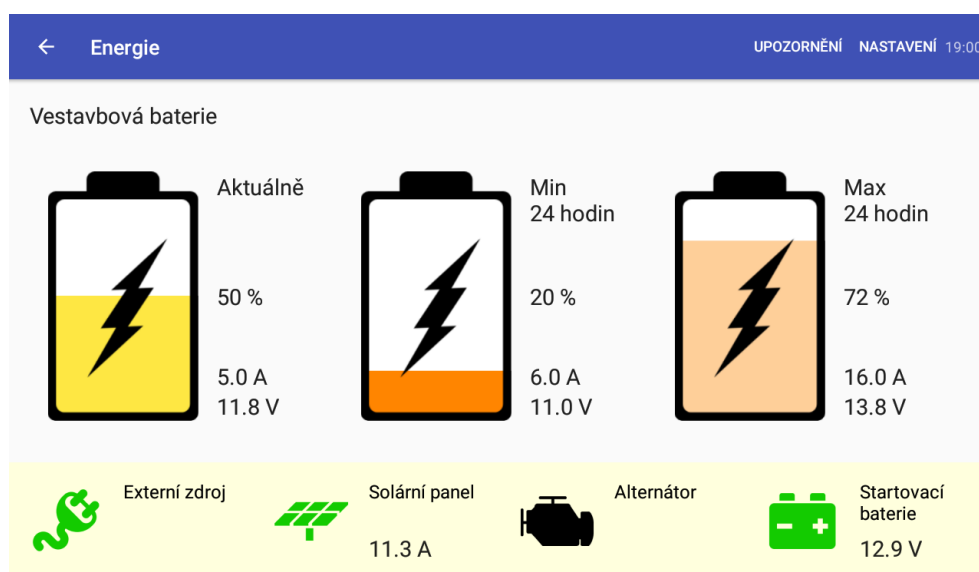 Energie
UPOZORNĚNÍ NASTAVENÍ 19:00
Vestavbová baterie
Aktuálně
50 %
5.0 A
11.8 V
Min
24 hodin
20 %
6.0 A
11.0 V
Max
24 hodin
72 %
16.0 A
13.8 V
Externí zdroj
Solární panel
11.3 A
Alternátor
Startovací
baterie
12.9 V